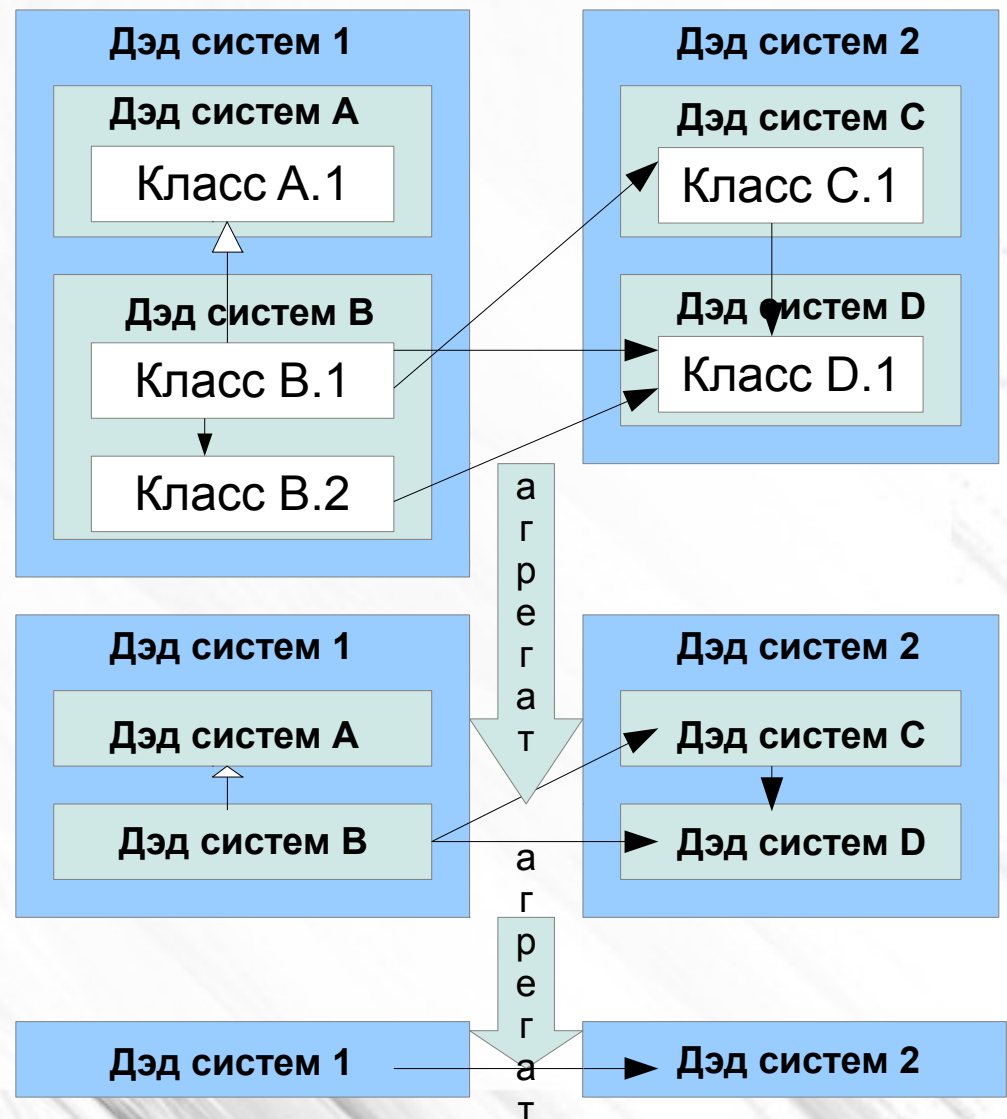 Дэд систем 1
Дэд систем A
Класс A.1
Дэд систем B
Класс B.1
Класс B.2
Дэд систем 2
Дэд систем C
Класс C.1
Дэд систем D
Класс D.1
агрегат
Дэд систем 1
Дэд систем A
Дэд систем B
Дэд систем 2
Дэд систем C
Дэд систем D
агрегат
Дэд систем 1
Дэд систем 2